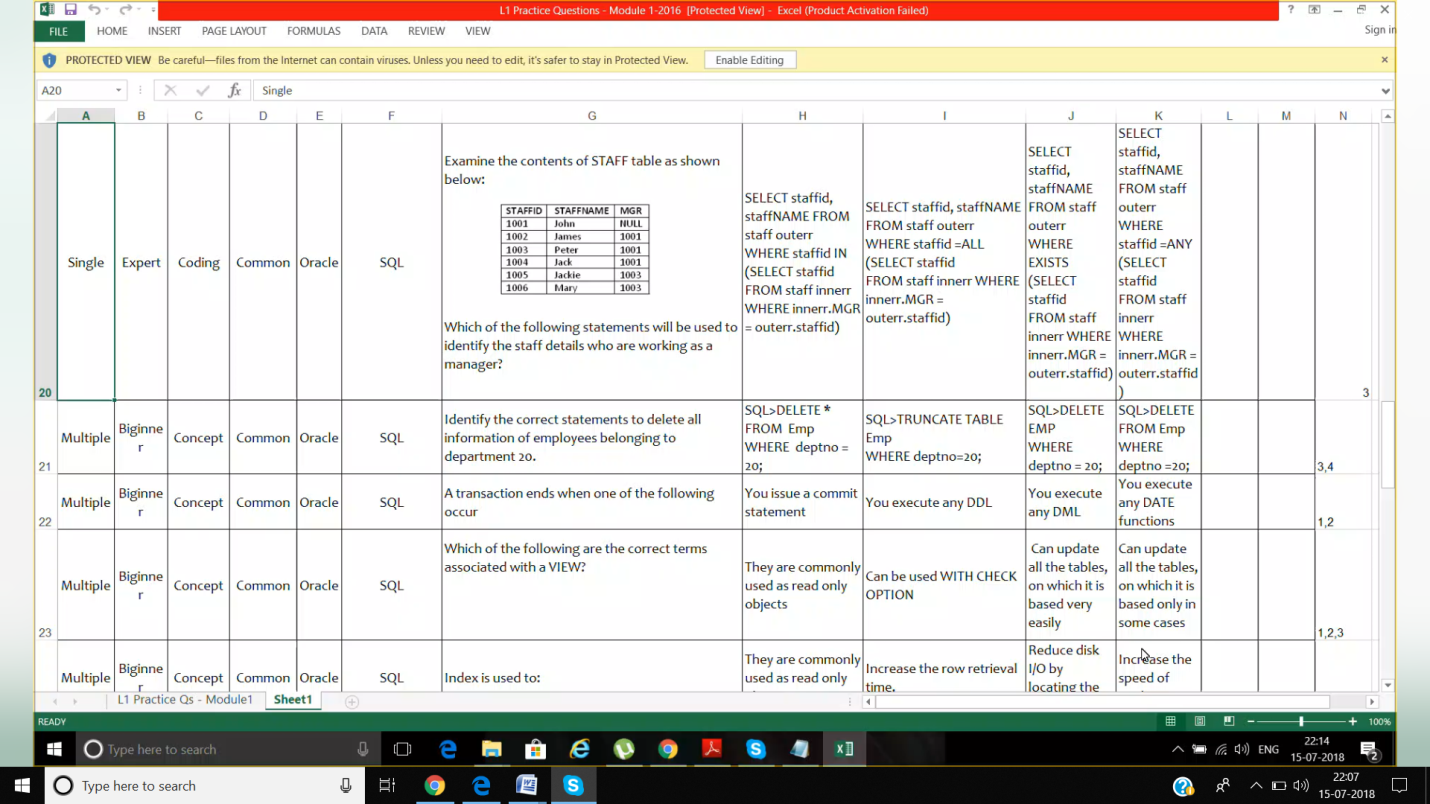 L1 Practice Questions - Module 1-2016 [Protected View] - Excel (Product Activation Failed)
FILE HOME INSERT PAGE LAYOUT FORMULAS DATA REVIEW VIEW
Sign in
PROTECTED VIEW Be careful—files from the Internet can contain viruses. Unless you need to edit, it's safer to stay in Protected View. Enable Editing
A20
fx
Single
A B C D E F G H I J K L M N
20
Single
Expert
Coding
Common
Oracle
SQL
Examine the contents of STAFF table as shown
below:
STAFFID STAFFNAME MGR
1001 John NULL
1002 James 1001
1003 Peter 1001
1004 Jack 1001
1005 Jackie 1003
1006 Mary 1003
Which of the following statements will be used to
identify the staff details who are working as a
manager?
SELECT staffid,
staffNAME FROM
staff outerr
WHERE staffid IN
(SELECT staffid
FROM staff innerr
WHERE innerr.MGR
= outerr.staffid)
SELECT staffid, staffNAME
FROM staff outerr
WHERE staffid =ALL
(SELECT staffid
FROM staff innerr WHERE
innerr.MGR =
outerr.staffid)
SELECT
staffid,
staffNAME
FROM staff
outerr
WHERE
EXISTS
(SELECT
staffid
FROM staff
innerr WHERE
innerr.MGR =
outerr.staffid)
SELECT
staffid,
staffNAME
FROM staff
outerr
WHERE
staffid =ANY
(SELECT
staffid
FROM staff
innerr
WHERE
innerr.MGR =
outerr.staffid
)
3
21
Multiple
Biginne
r
Concept
Common
Oracle
SQL
Identify the correct statements to delete all
information of employees belonging to
department 20.
SQL>DELETE *
FROM Emp
WHERE deptno =
20;
SQL>TRUNCATE TABLE
Emp
WHERE deptno=20;
SQL>DELETE
EMP
WHERE
deptno = 20;
SQL>DELETE
FROM Emp
WHERE
deptno =20;
3,4
22
Multiple
Biginne
r
Concept
Common
Oracle
SQL
A transaction ends when one of the following
occur
You issue a commit
statement
You execute any DDL
You execute
any DML
You execute
any DATE
functions
1,2
23
Multiple
Biginne
r
Concept
Common
Oracle
SQL
Which of the following are the correct terms
associated with a VIEW?
They are commonly
used as read only
objects
Can be used WITH CHECK
OPTION
Can update
all the tables,
on which it is
based very
easily
Can update
all the tables,
on which it is
based only in
some cases
1,2,3
Multiple
Biginne
r
Concept
Common
Oracle
SQL
Index is used to:
They are commonly
used as read only
Increase the row retrieval
time.
Reduce disk
I/O by
locating the
Increase the
speed of
L1 Practice Qs - Module1 Sheet1
READY
100%
Type here to search
ENG
22:14
15-07-2018
2
Type here to search
22:07
15-07-2018